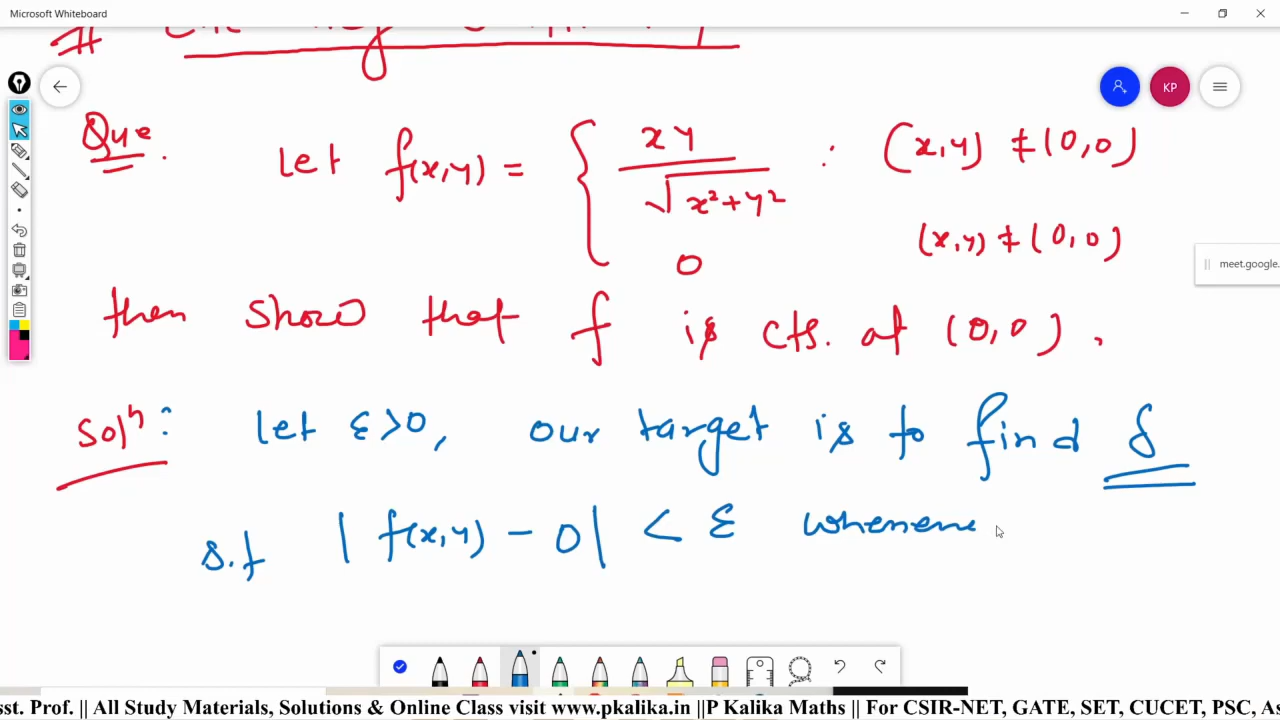 Microsoft Whiteboard
#
KP
Que. let f(x,y) = { xy / √x²+y² : (x,y) ≠ (0,0)
0 (x,y) ≠ (0,0)
meet.google.
then show that f is cts. at (0,0).
Solⁿ: let ε>0, our target is to find δ
s.t | f(x,y) - 0| < ε wheneve
sst. Prof. || All Study Materials, Solutions & Online Class visit www.pkalika.in ||P Kalika Maths || For CSIR-NET, GATE, SET, CUCET, PSC, As